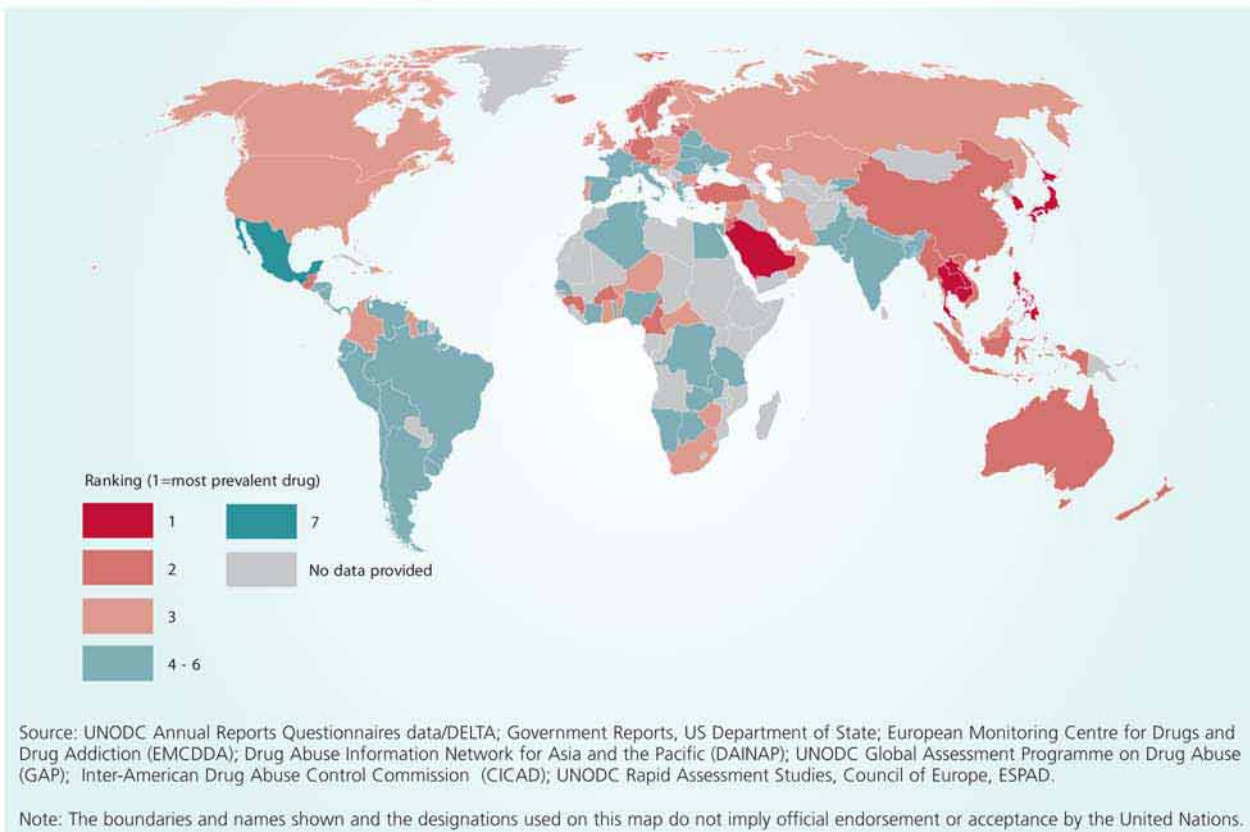 Ranking (1=most prevalent drug)
1
7
2
No data provided
3
4 - 6
Source: UNODC Annual Reports Questionnaires data/DELTA; Government Reports, US Department of State; European Monitoring Centre for Drugs and
Drug Addiction (EMCDDA); Drug Abuse Information Network for Asia and the Pacific (DAINAP); UNODC Global Assessment Programme on Drug Abuse
(GAP); Inter-American Drug Abuse Control Commission (CICAD); UNODC Rapid Assessment Studies, Council of Europe, ESPAD.
Note: The boundaries and names shown and the designations used on this map do not imply official endorsement or acceptance by the United Nations.